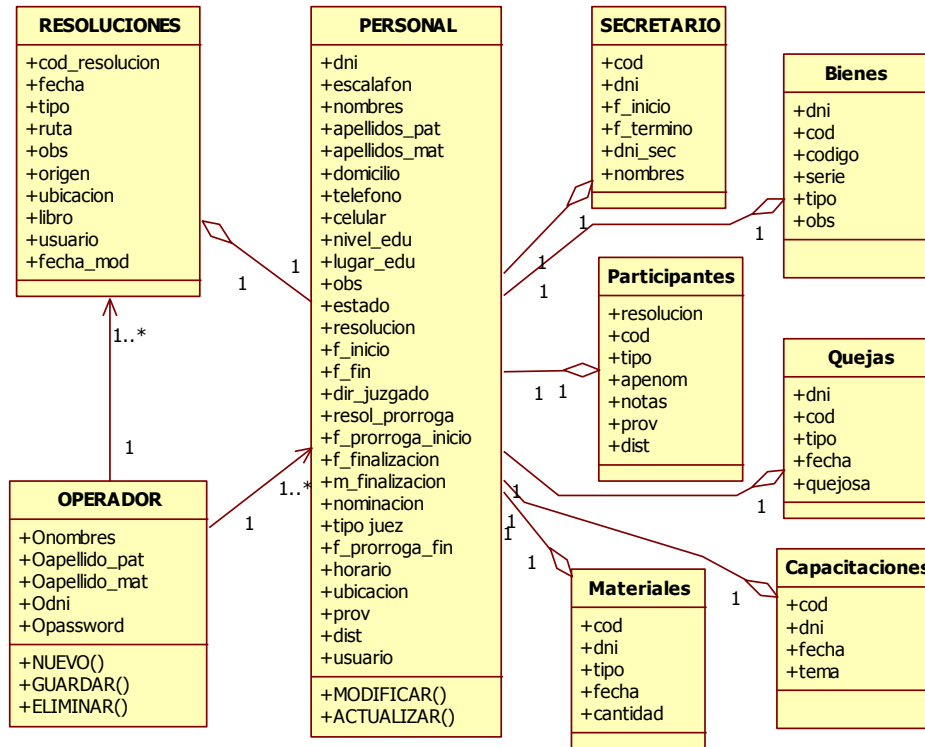 RESOLUCIONES
+cod_resolucion
+fecha
+tipo
+ruta
+obs
+origen
+ubicacion
+libro
+usuario
+fecha_mod
1
1
1..*
1
OPERADOR
+Onombres
+Oapellido_pat
+Oapellido_mat
+Odni
+Opassword
+NUEVO()
+GUARDAR()
+ELIMINAR()
1
1..*
PERSONAL
+dni
+escalafon
+nombres
+apellidos_pat
+apellidos_mat
+domicilio
+telefono
+celular
+nivel_edu
+lugar_edu
+obs
+estado
+resolucion
+f_inicio
+f_fin
+dir_juzgado
+resol_prorroga
+f_prorroga_inicio
+f_finalizacion
+m_finalizacion
+nominacion
+tipo juez
+f_prorroga_fin
+horario
+ubicacion
+prov
+dist
+usuario
+MODIFICAR()
+ACTUALIZAR()
SECRETARIO
+cod
+dni
+f_inicio
+f_termino
+dni_sec
+nombres
1
1
1
1
Bienes
+dni
+cod
+codigo
+serie
+tipo
+obs
Participantes
+resolucion
+cod
+tipo
+apenom
+notas
+prov
+dist
1
1
Quejas
+dni
+cod
+tipo
+fecha
+quejosa
1
1
1
1
1
1
Materiales
+cod
+dni
+tipo
+fecha
+cantidad
Capacitaciones
+cod
+dni
+fecha
+tema